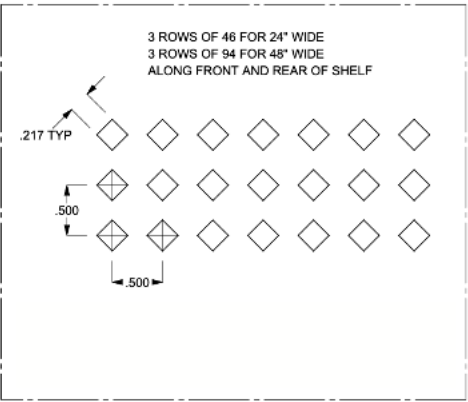 3 ROWS OF 46 FOR 24" WIDE
3 ROWS OF 94 FOR 48" WIDE
ALONG FRONT AND REAR OF SHELF
.217 TYP
.500
.500